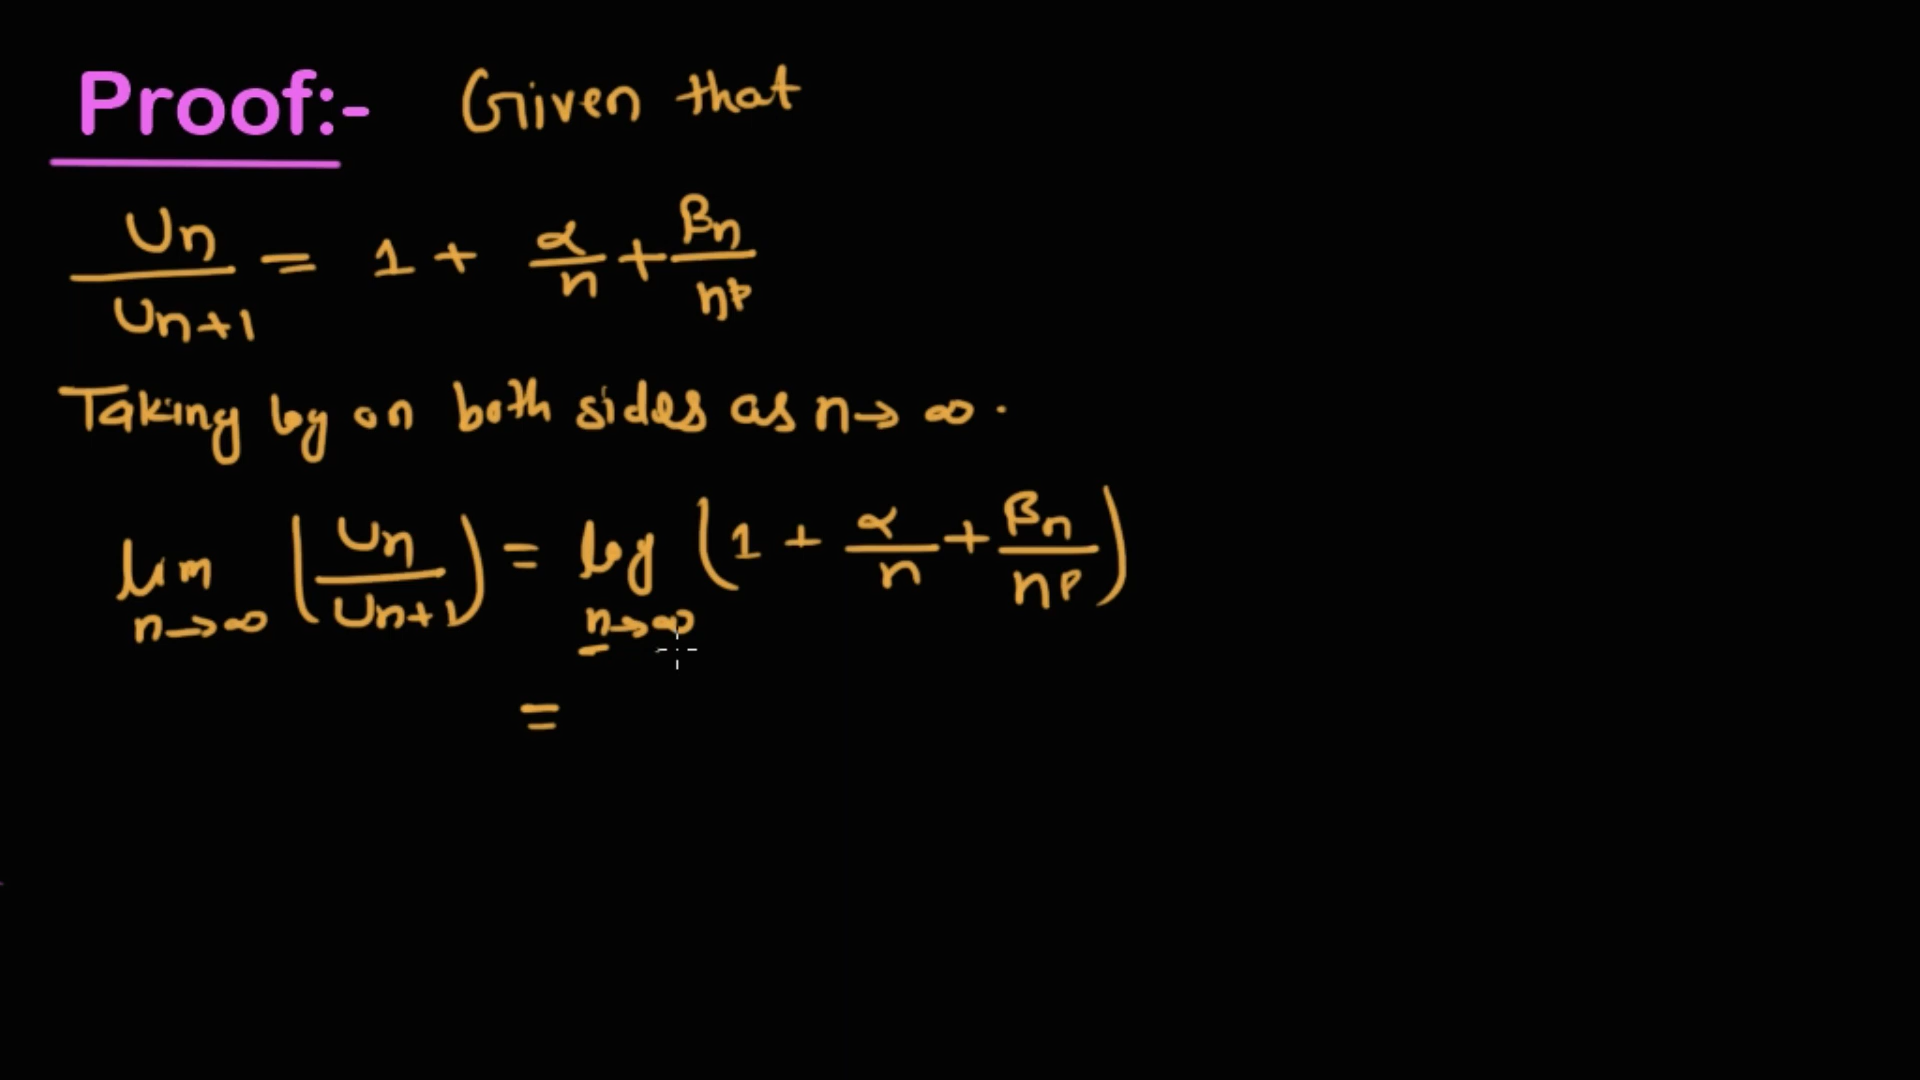 Proof:- Given that
Un/Un+1 = 1 + α/n + βn/n^p
Taking log on both sides as n→∞.
lim n→∞ (Un/Un+1) = log n→∞ (1 + α/n + βn/n^p)
=